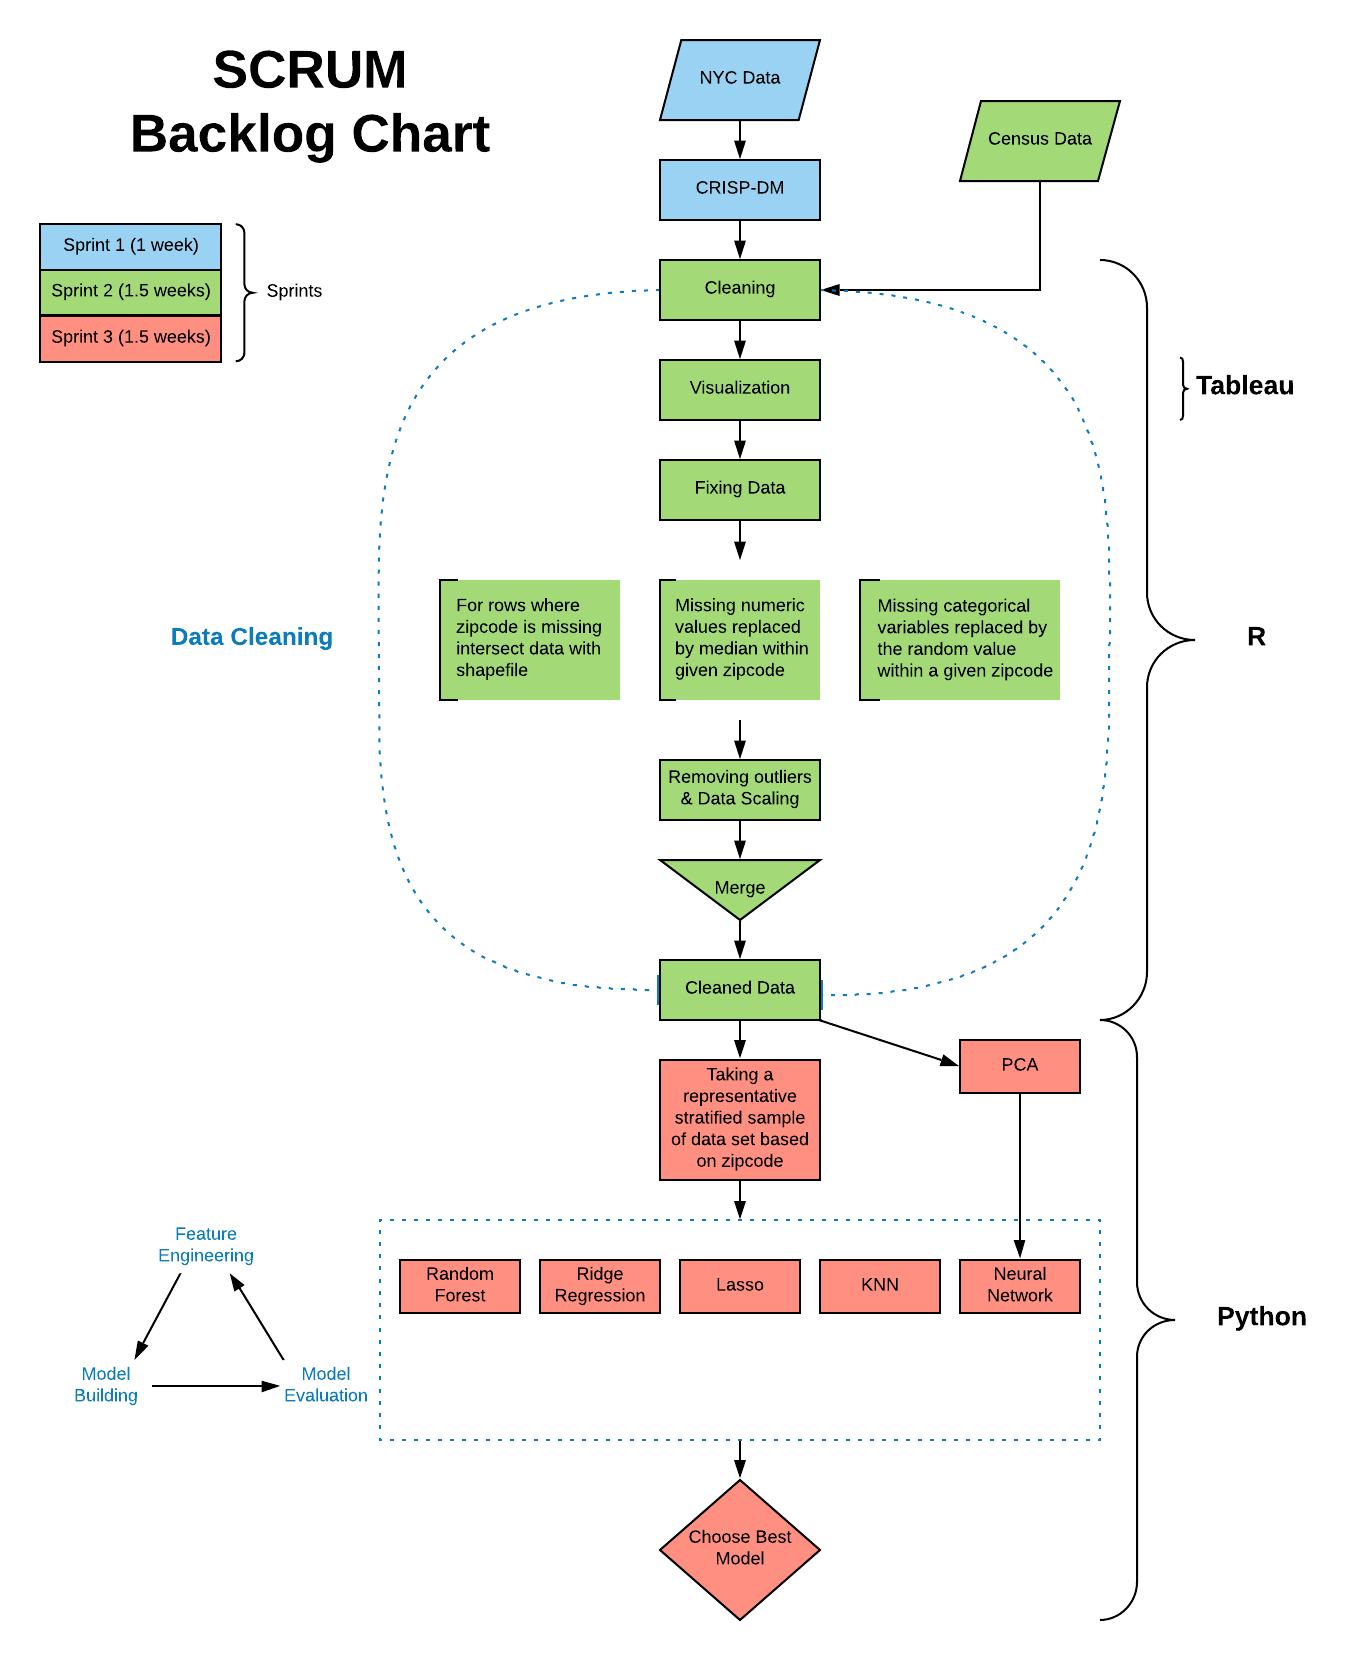 SCRUM
Backlog Chart
NYC Data
Census Data
CRISP-DM
Sprint 1 (1 week)
Sprint 2 (1.5 weeks)
Sprint 3 (1.5 weeks)
Sprints
Cleaning
Visualization
Tableau
Fixing Data
Data Cleaning
For rows where
zipcode is missing
intersect data with
shapefile
Missing numeric
values replaced
by median within
given zipcode
Missing categorical
variables replaced by
the random value
within a given zipcode
R
Removing outliers
& Data Scaling
Merge
Cleaned Data
PCA
Taking a
representative
stratified sample
of data set based
on zipcode
Feature
Engineering
Model
Building
Model
Evaluation
Random
Forest
Ridge
Regression
Lasso
KNN
Neural
Network
Python
Choose Best
Model